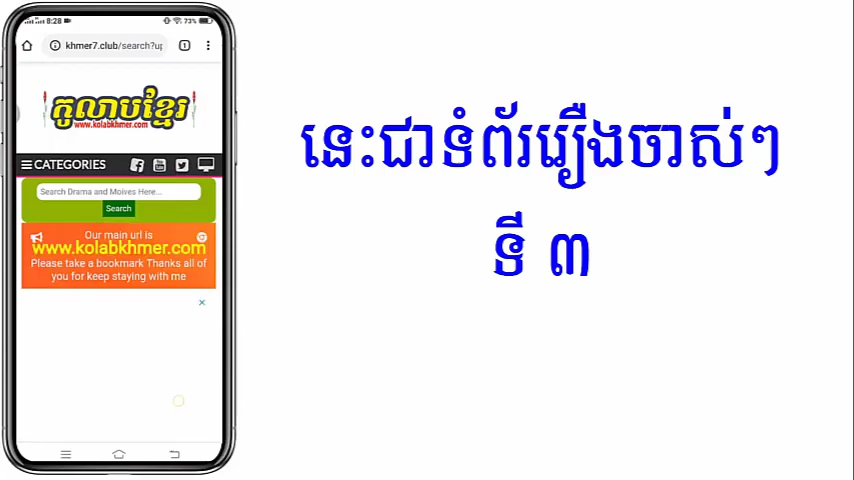 8:28
73%
khmer7.club/search?up
1
កូលាបខ្មែរ
www.kolabkhmer.com
CATEGORIES
Search Drama and Moives Here...
Search
Our main url is
www.kolabkhmer.com
Please take a bookmark Thanks all of
you for keep staying with me
នេះជាទំព័ររឿងចាស់ៗ
ទី ៣